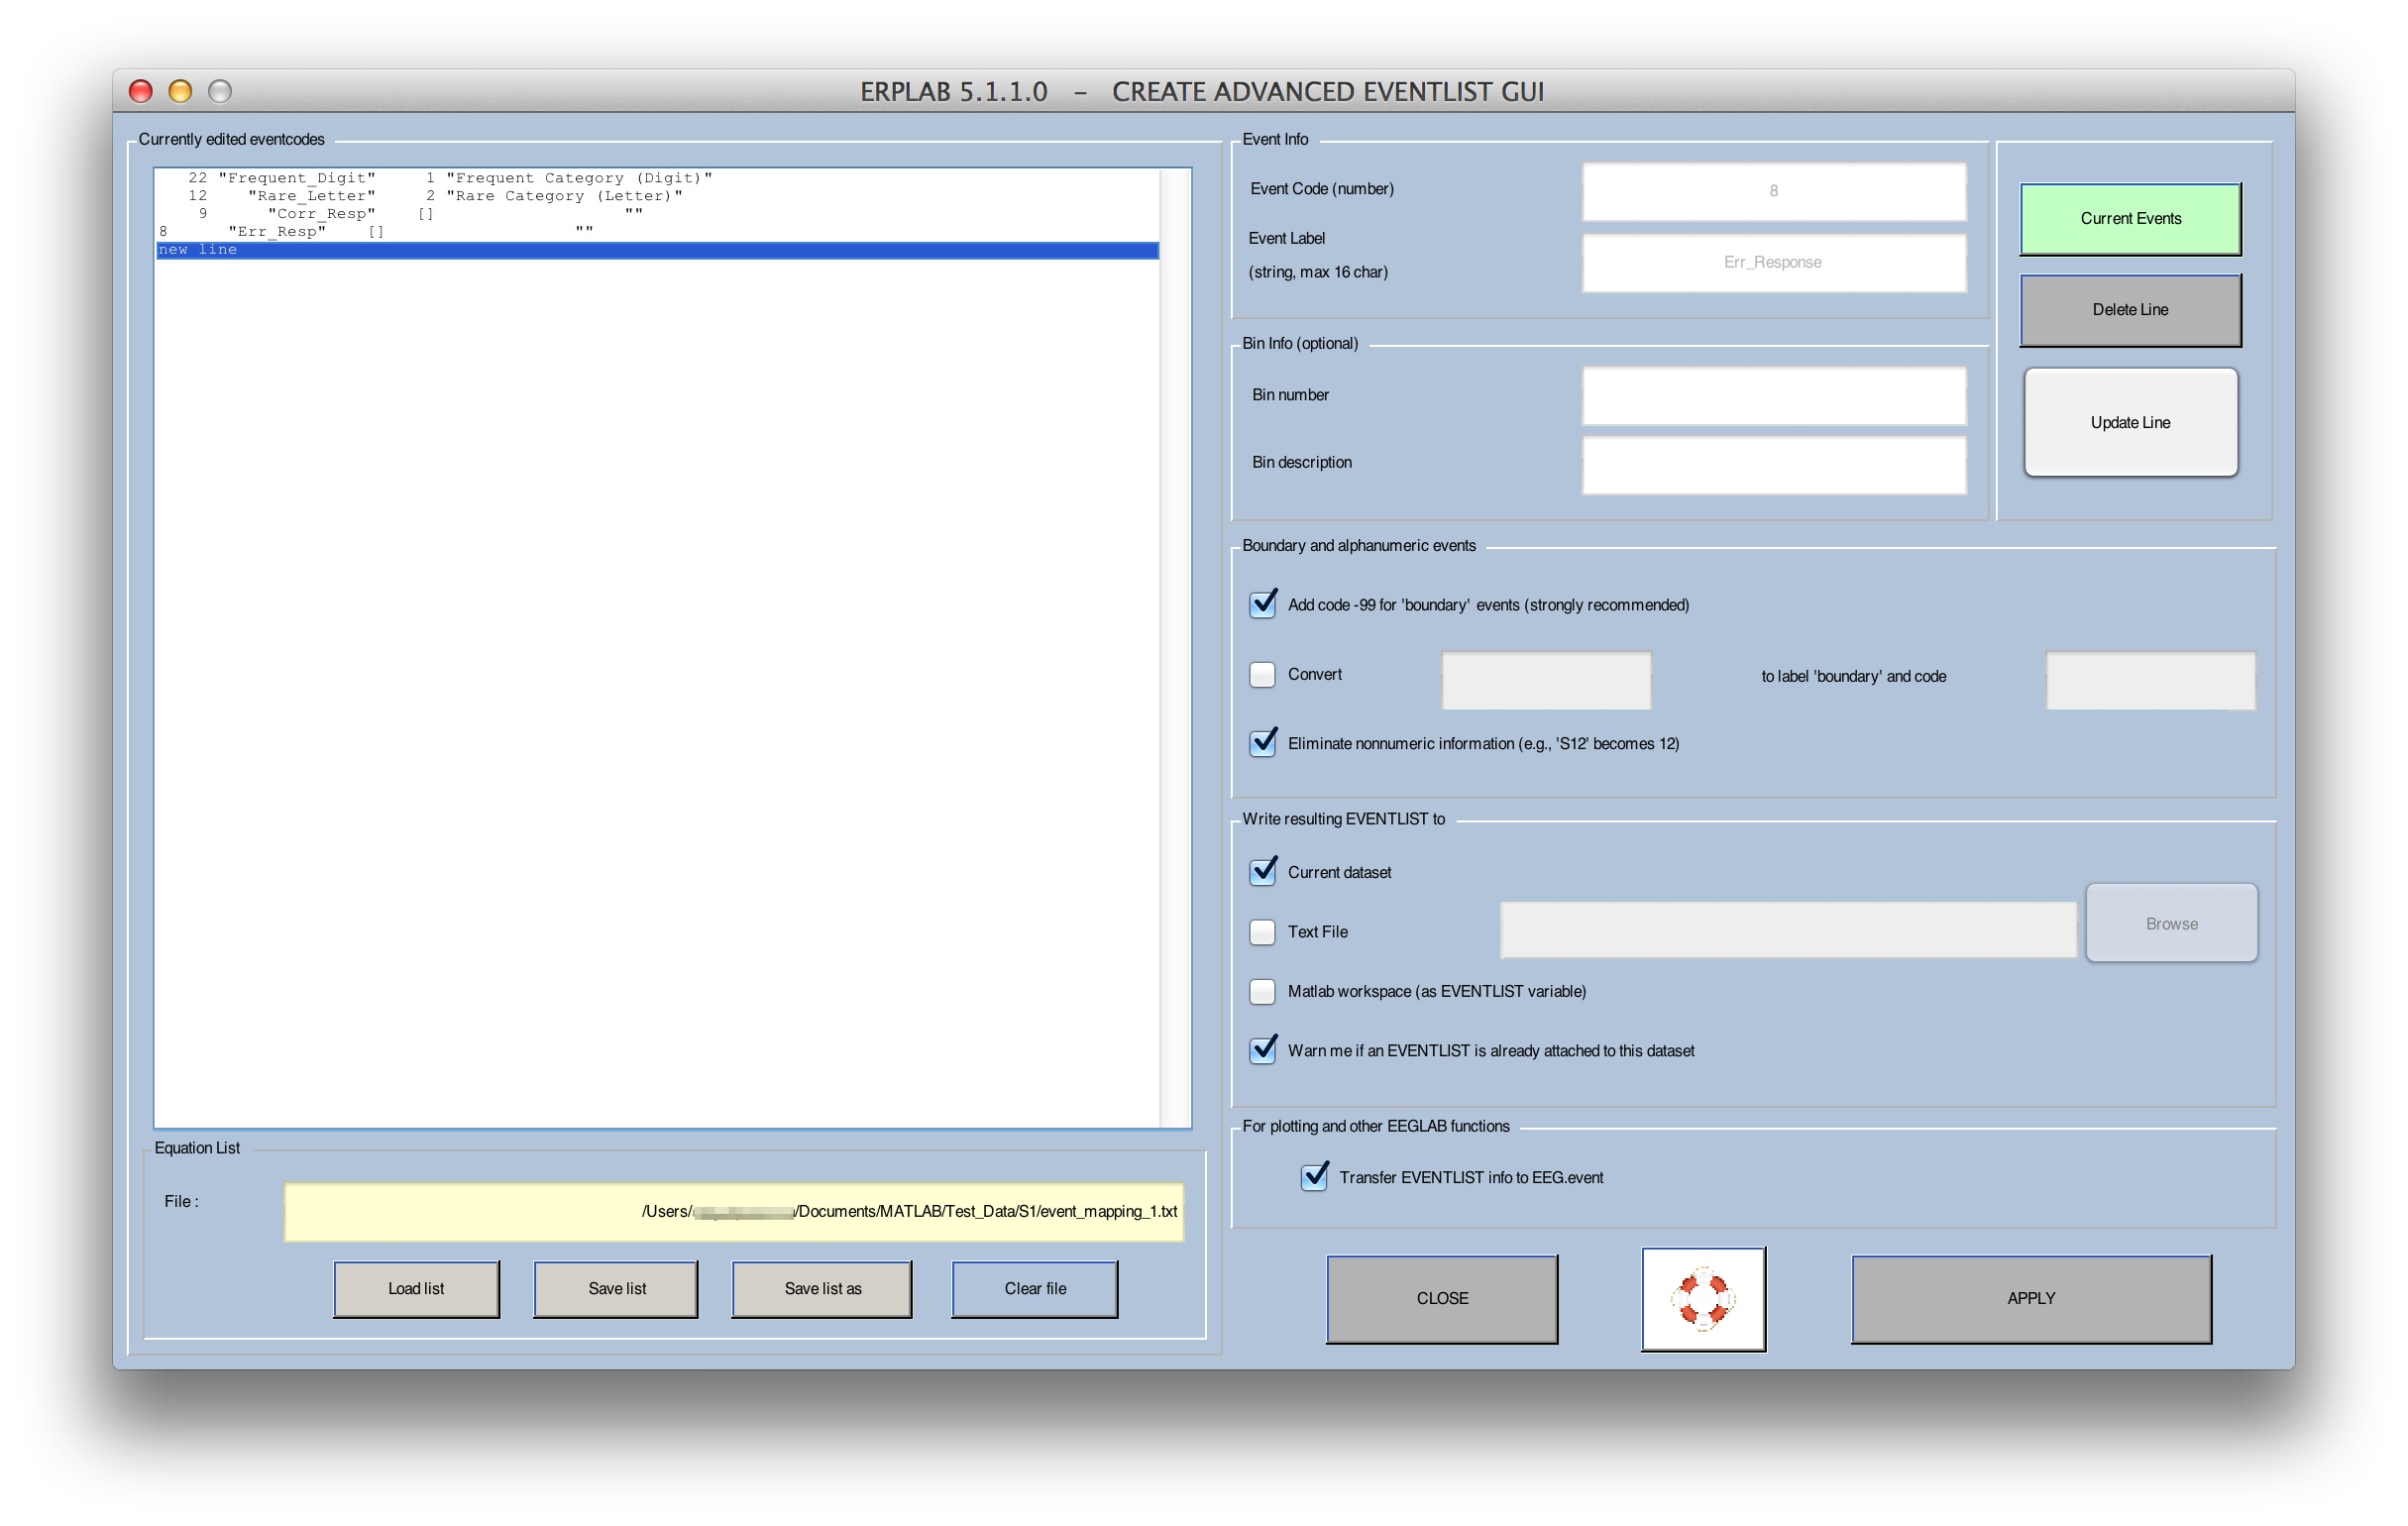 ERPLAB 5.1.1.0 - CREATE ADVANCED EVENTLIST GUI
Currently edited eventcodes
22 "Frequent_Digit" 1 "Frequent Category (Digit)"
12 "Rare_Letter" 2 "Rare Category (Letter)"
9 "Corr_Resp" [] ""
8 "Err_Resp" [] ""
new line
Equation List
File :
/Users/ /Documents/MATLAB/Test_Data/S1/event_mapping_1.txt
Load list
Save list
Save list as
Clear file
Event Info
Event Code (number)
8
Event Label
(string, max 16 char)
Err_Response
Current Events
Delete Line
Update Line
Bin Info (optional)
Bin number
Bin description
Boundary and alphanumeric events
Add code -99 for 'boundary' events (strongly recommended)
Convert
to label 'boundary' and code
Eliminate nonnumeric information (e.g., 'S12' becomes 12)
Write resulting EVENTLIST to
Current dataset
Text File
Browse
Matlab workspace (as EVENTLIST variable)
Warn me if an EVENTLIST is already attached to this dataset
For plotting and other EEGLAB functions
Transfer EVENTLIST info to EEG.event
CLOSE
APPLY